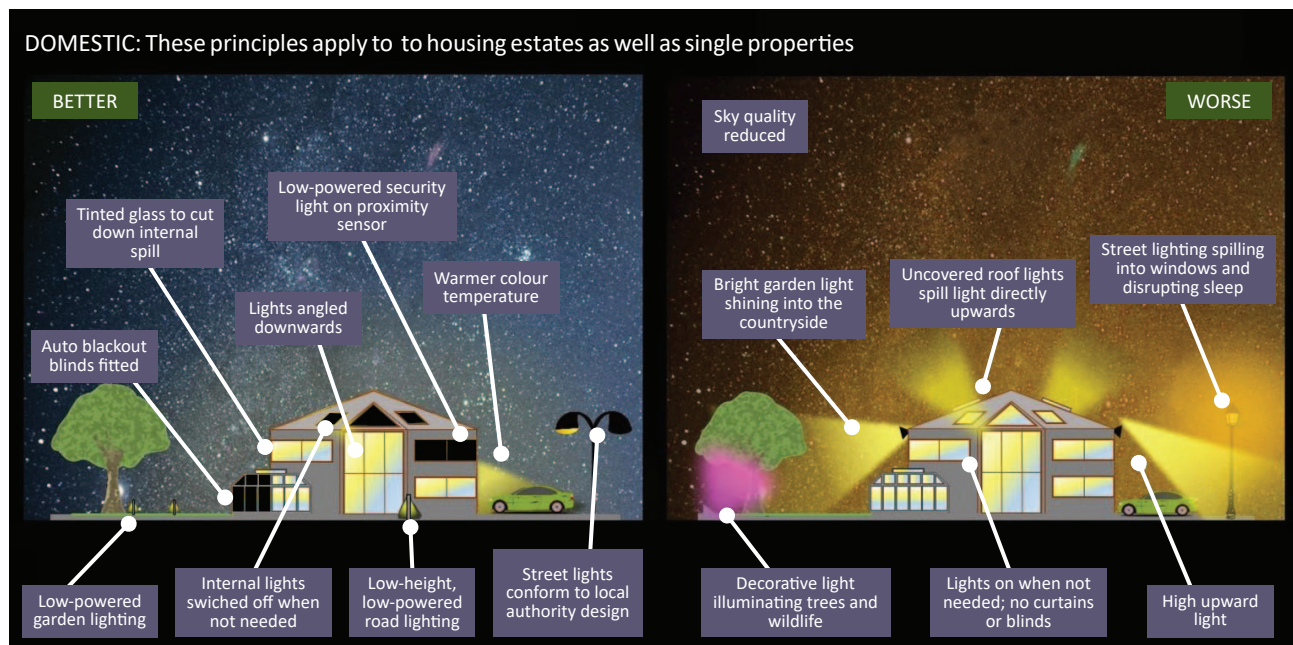 DOMESTIC: These principles apply to to housing estates as well as single properties
BETTER
Low-powered security
light on proximity
sensor
Tinted glass to cut
down internal
spill
Warmer colour
temperature
Lights angled
downwards
Auto blackout
blinds fitted
Low-powered
garden lighting
Internal lights
swiched off when
not needed
Low-height,
low-powered
road lighting
Street lights
conform to local
authority design
WORSE
Sky quality
reduced
Bright garden light
shining into the
countryside
Uncovered roof lights
spill light directly
upwards
Street lighting spilling
into windows and
disrupting sleep
Decorative light
illuminating trees and
wildlife
Lights on when not
needed; no curtains
or blinds
High upward
light